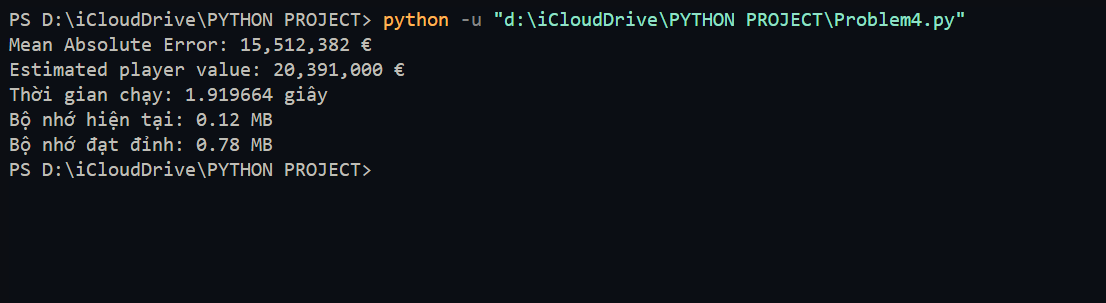 PS D:\iCloudDrive\PYTHON PROJECT> python -u "d:\iCloudDrive\PYTHON PROJECT\Problem4.py"
Mean Absolute Error: 15,512,382 €
Estimated player value: 20,391,000 €
Thời gian chạy: 1.919664 giây
Bộ nhớ hiện tại: 0.12 MB
Bộ nhớ đạt đỉnh: 0.78 MB
PS D:\iCloudDrive\PYTHON PROJECT>